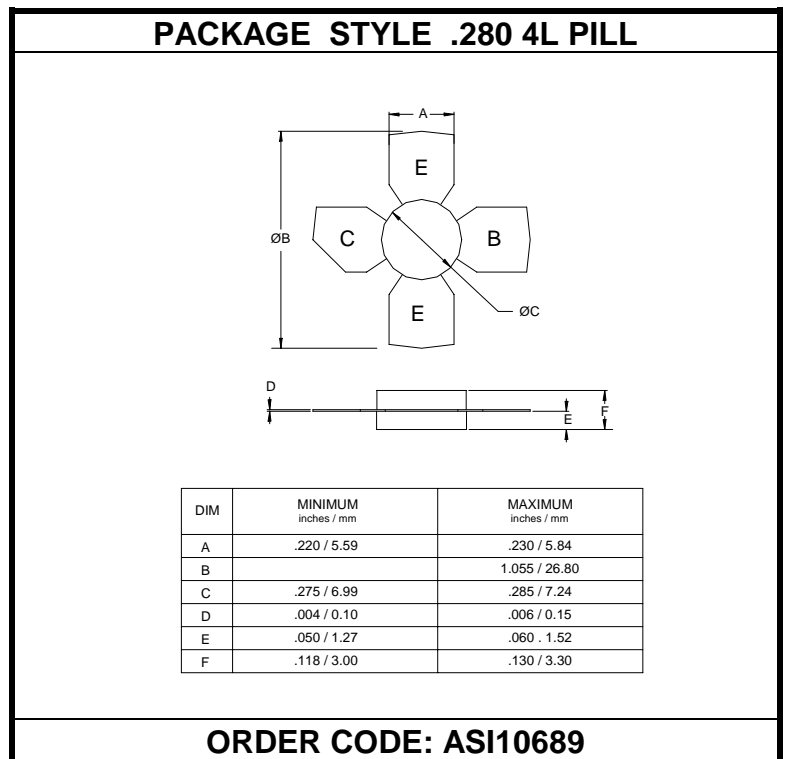 PACKAGE STYLE .280 4L PILL
A
E
ØB
C
B
E
ØC
D
E
F
DIM MINIMUM MAXIMUM
inches / mm inches / mm
A .220 / 5.59 .230 / 5.84
B 1.055 / 26.80
C .275 / 6.99 .285 / 7.24
D .004 / 0.10 .006 / 0.15
E .050 / 1.27 .060 . 1.52
F .118 / 3.00 .130 / 3.30
ORDER CODE: ASI10689